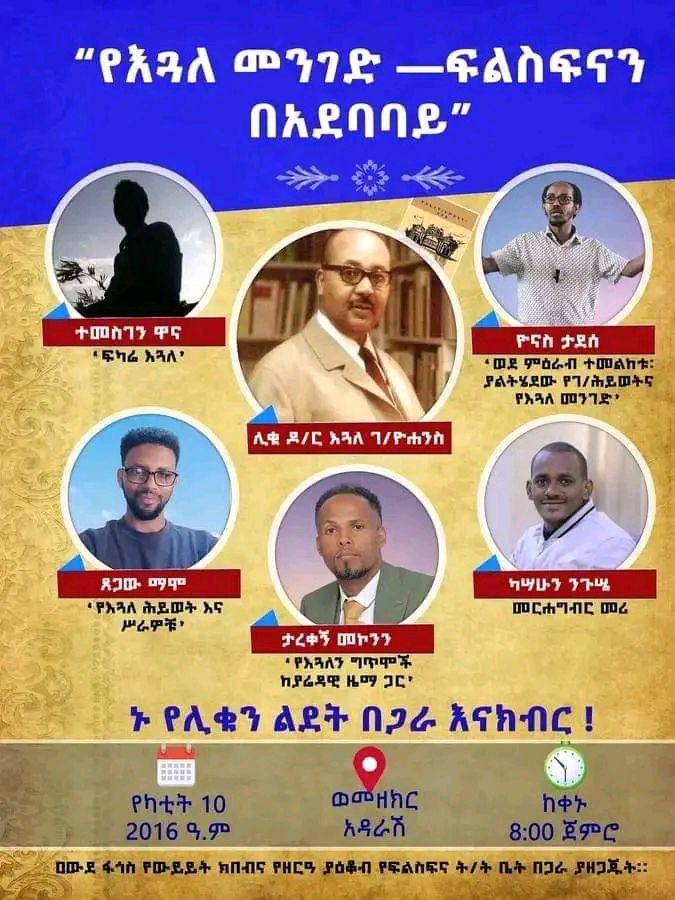 “የእጓለ መንገድ —ፍልስፍናን
በአደባባይ”
ተመስገን ዋና
‘ፍካሬ እጓለ’
ዮናስ ታደሰ
‘ወደ ምዕራብ ተመልከቱ:
ያልትሄደው የገ/ሕይወትና
የእጓለ መንገድ’
ሊቁ ዶ/ር እጓለ ገ/ዮሐንስ
ጸጋው ማሞ
‘የእጓለ ሕይወት እና
ሥራዎቹ’
ታረቀኝ መኮንን
‘የእጓለን ግጥሞች
ከያሬዳዊ ዜማ ጋር’
ካሣሁን ንጉሤ
መርሐግብር መሪ
ኑ የሊቁን ልደት በጋራ እናክብር !
የካቲት 10
2016 ዓ.ም
ወመዘክር
አዳራሽ
ከቀኑ
8:00 ጀምሮ
ዐውደ ፋጎስ የውይይት ክበብና የዘርዓ ያዕቆብ የፍልስፍና ት/ት ቤት በጋራ ያዘጋጁት፡፡